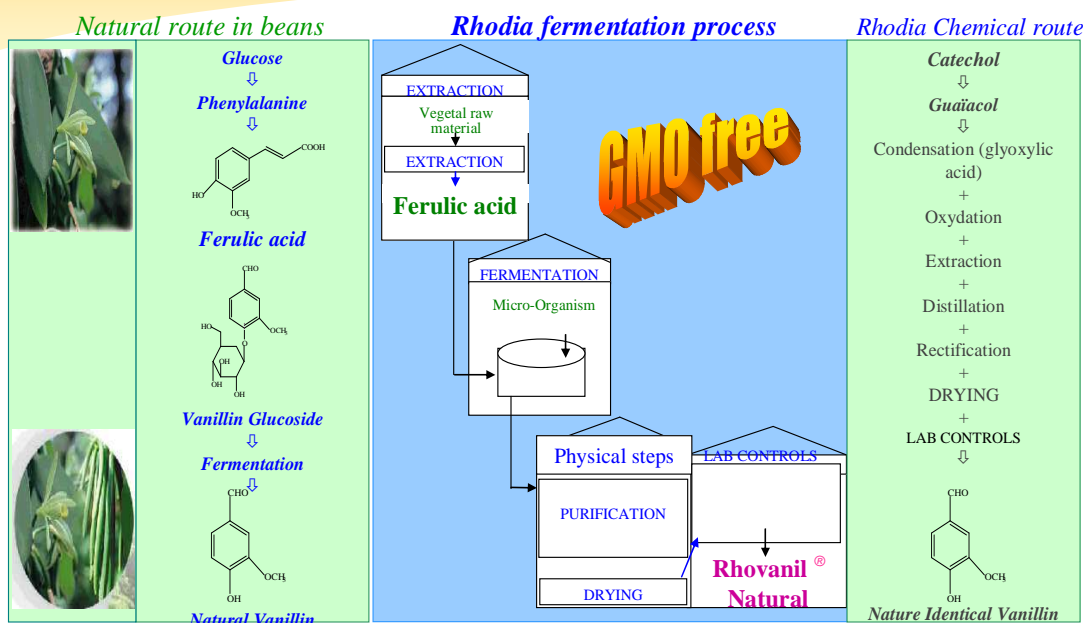 Natural route in beans
Glucose
⇩
Phenylalanine
⇩
COOH
HO
OCH3
Ferulic acid
CHO
HO
OCH3
O
OH
HO
OH
OH
Vanillin Glucoside
⇩
Fermentation
⇩
CHO
OCH3
OH
Natural Vanillin
Rhodia fermentation process
EXTRACTION
Vegetal raw
material
EXTRACTION
Ferulic acid
GMO free
FERMENTATION
Micro-Organism
Physical steps
PURIFICATION
DRYING
LAB CONTROLS
Rhovanil ®
Natural
Rhodia Chemical route
Catechol
⇩
Guaïacol
⇩
Condensation (glyoxylic
acid)
+
Oxydation
+
Extraction
+
Distillation
+
Rectification
+
DRYING
+
LAB CONTROLS
⇩
CHO
OCH3
OH
Nature Identical Vanillin